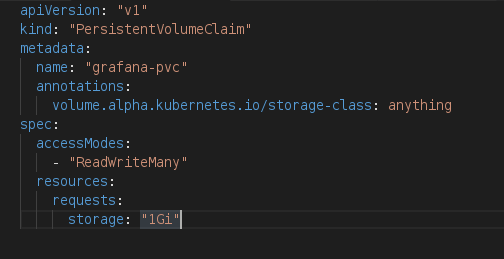 apiVersion: "v1"
kind: "PersistentVolumeClaim"
metadata:
  name: "grafana-pvc"
  annotations:
    volume.alpha.kubernetes.io/storage-class: anything
spec:
  accessModes:
    - "ReadWriteMany"
  resources:
    requests:
      storage: "1Gi"